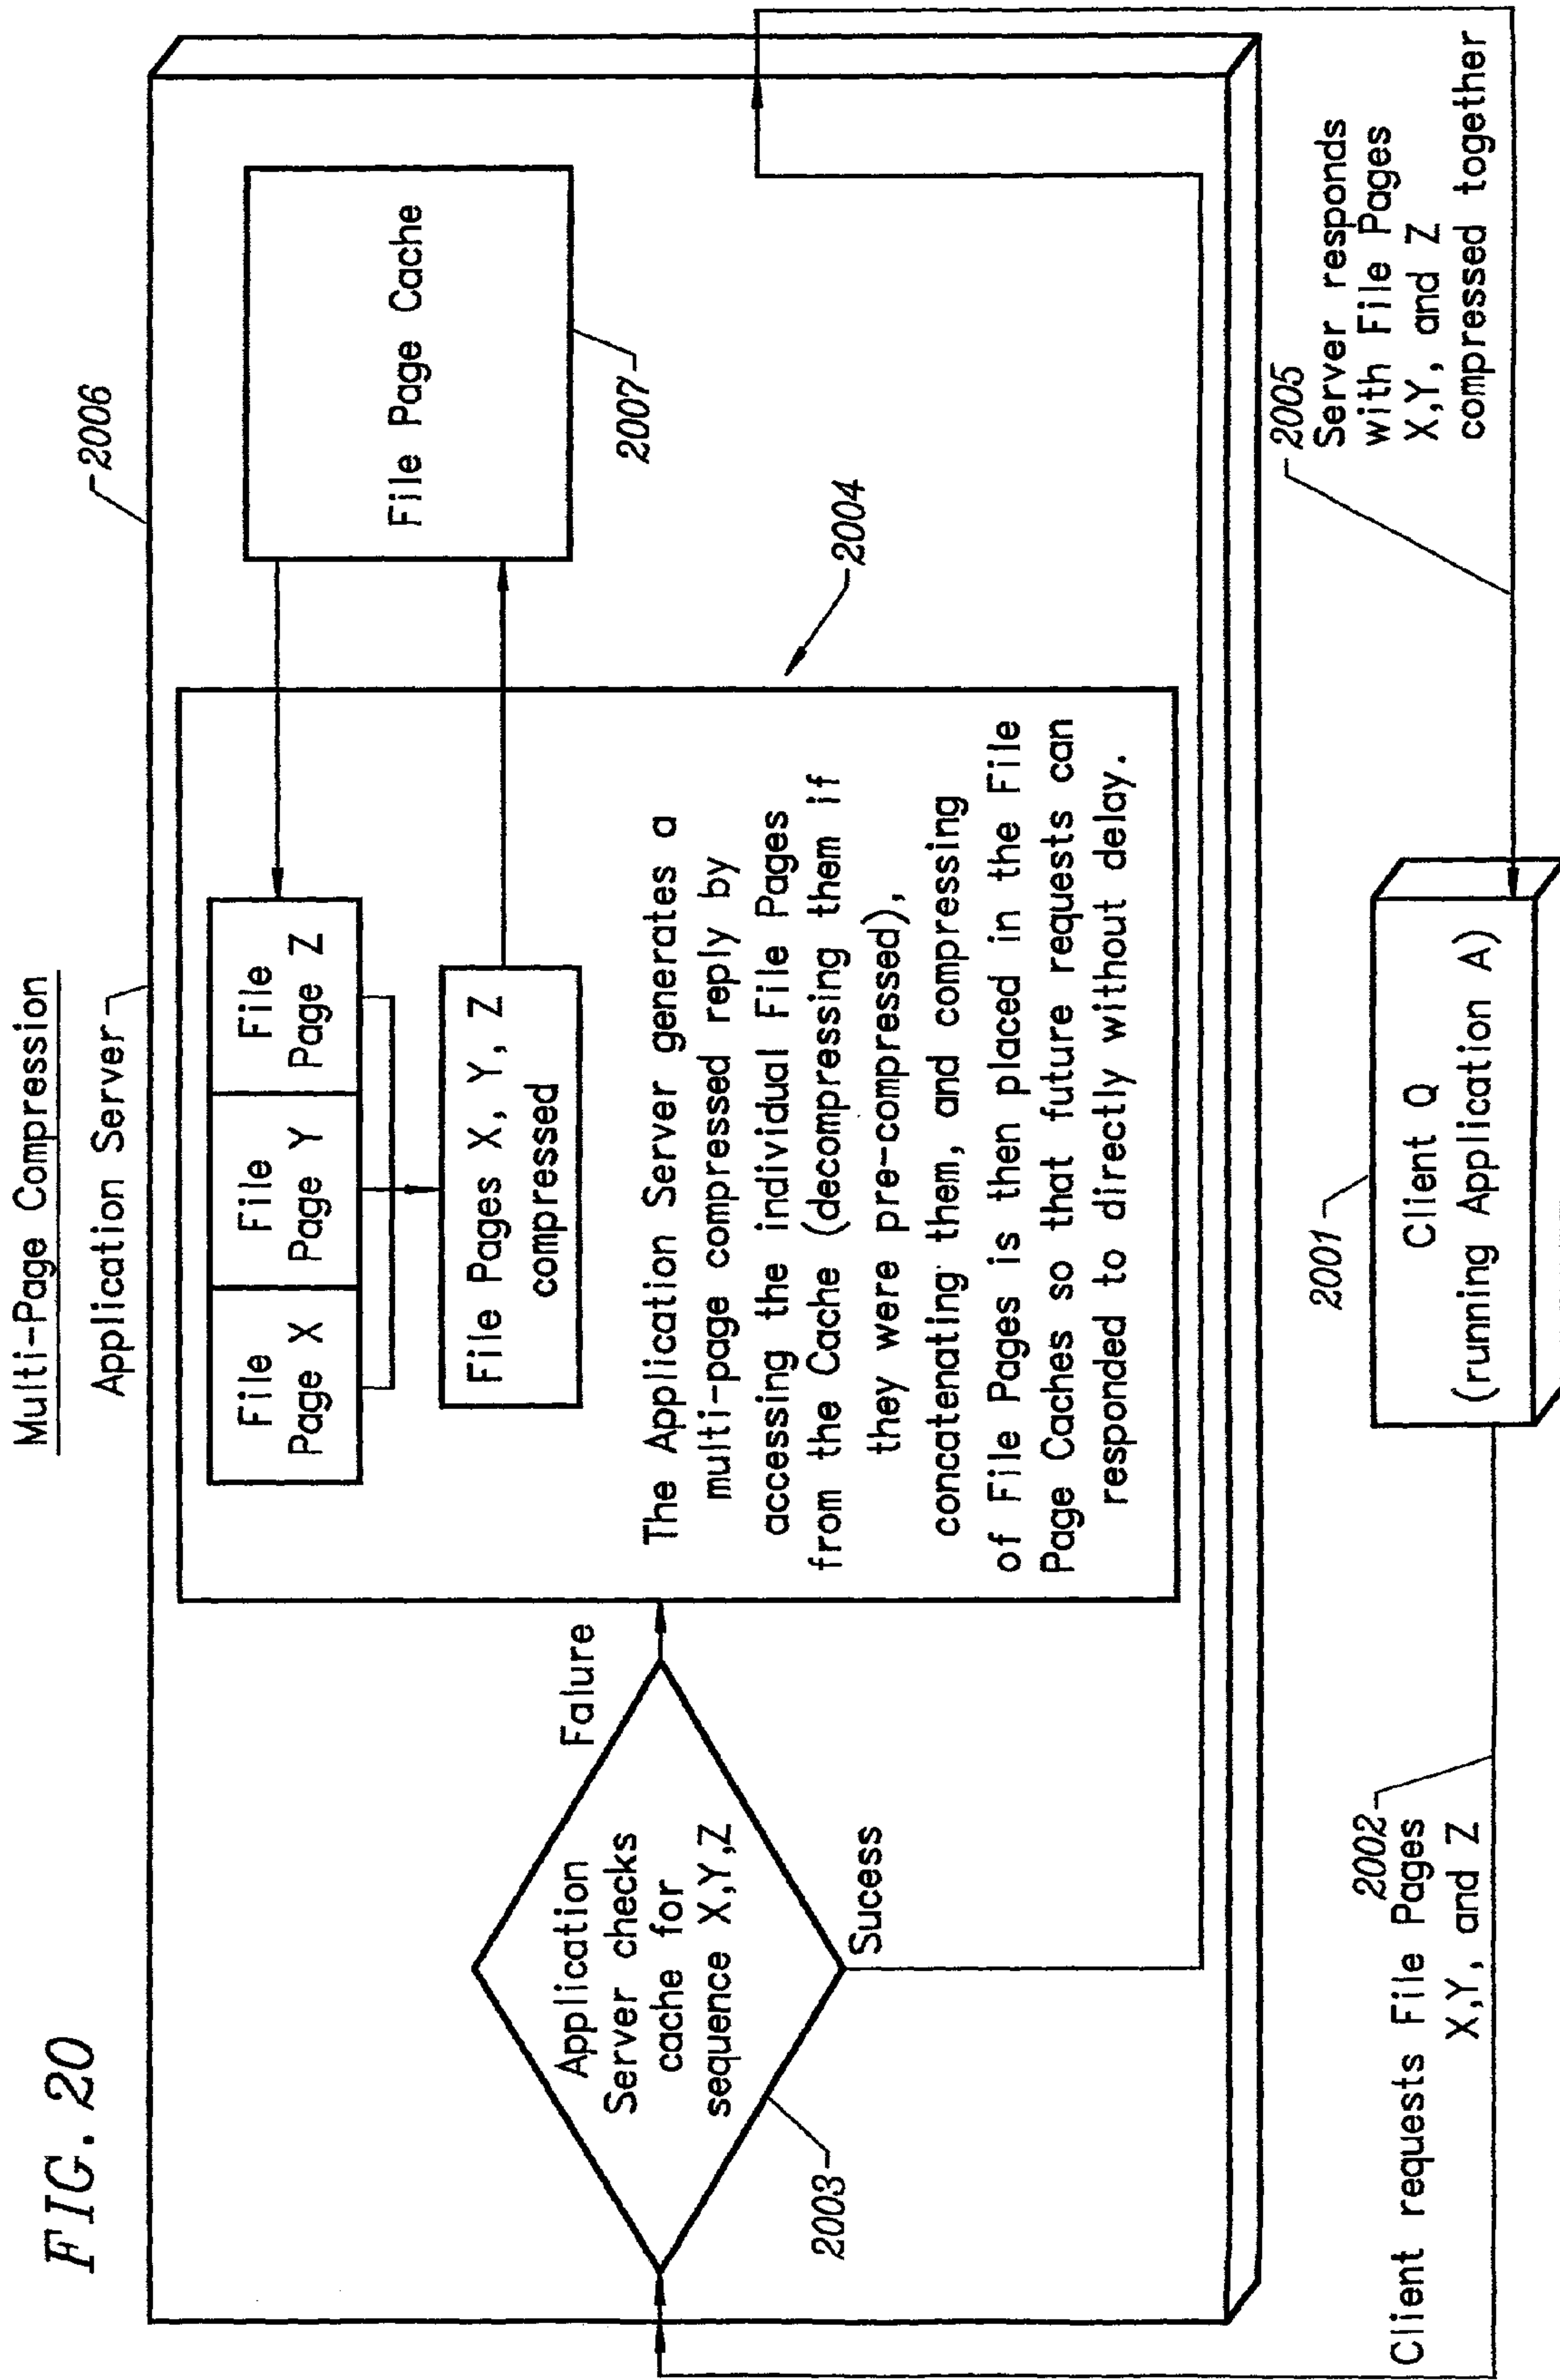 FIG. 20
Multi-Page Compression
Application Server
2006
Application
Server checks
cache for
sequence X,Y,Z
2003
Falure
Sucess
File
Page X
File
Page Y
File
Page Z
File Pages X, Y, Z
compressed
The Application Server generates a
multi-page compressed reply by
accessing the individual File Pages
from the Cache (decompressing them if
they were pre-compressed),
concatenating them, and compressing
of File Pages is then placed in the File
Page Caches so that future requests can
responded to directly without delay.
2004
File Page Cache
2007
2002
Client requests File Pages
X,Y, and Z
2001
Client Q
(running Application A)
2005
Server responds
with File Pages
X,Y, and Z
compressed together